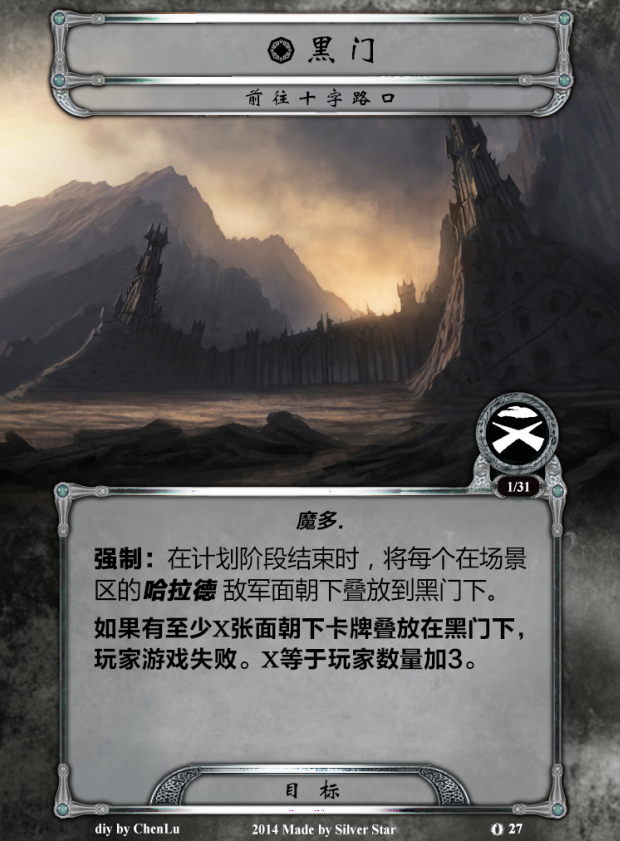 黑门
前往十字路口
1/31
魔多.
强制：在计划阶段结束时，将每个在场景
区的哈拉德 敌军面朝下叠放到黑门下。
如果有至少X张面朝下卡牌叠放在黑门下，
玩家游戏失败。X等于玩家数量加3。
目标
diy by ChenLu
2014 Made by Silver Star
27